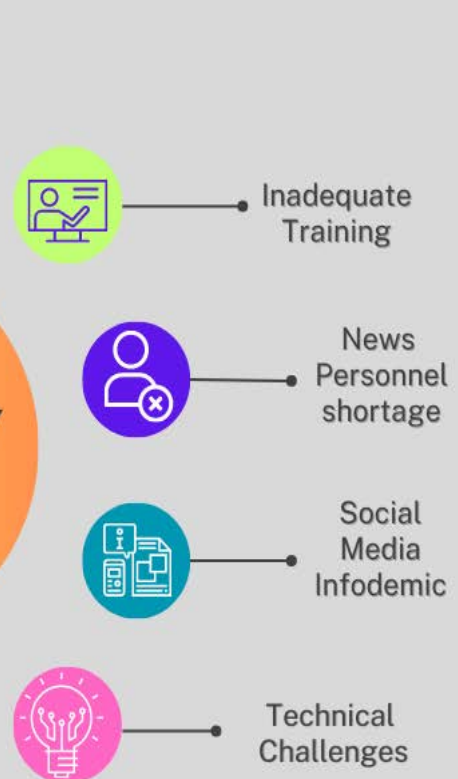 Inadequate
Training
News
Personnel
shortage
Social
Media
Infodemic
Technical
Challenges